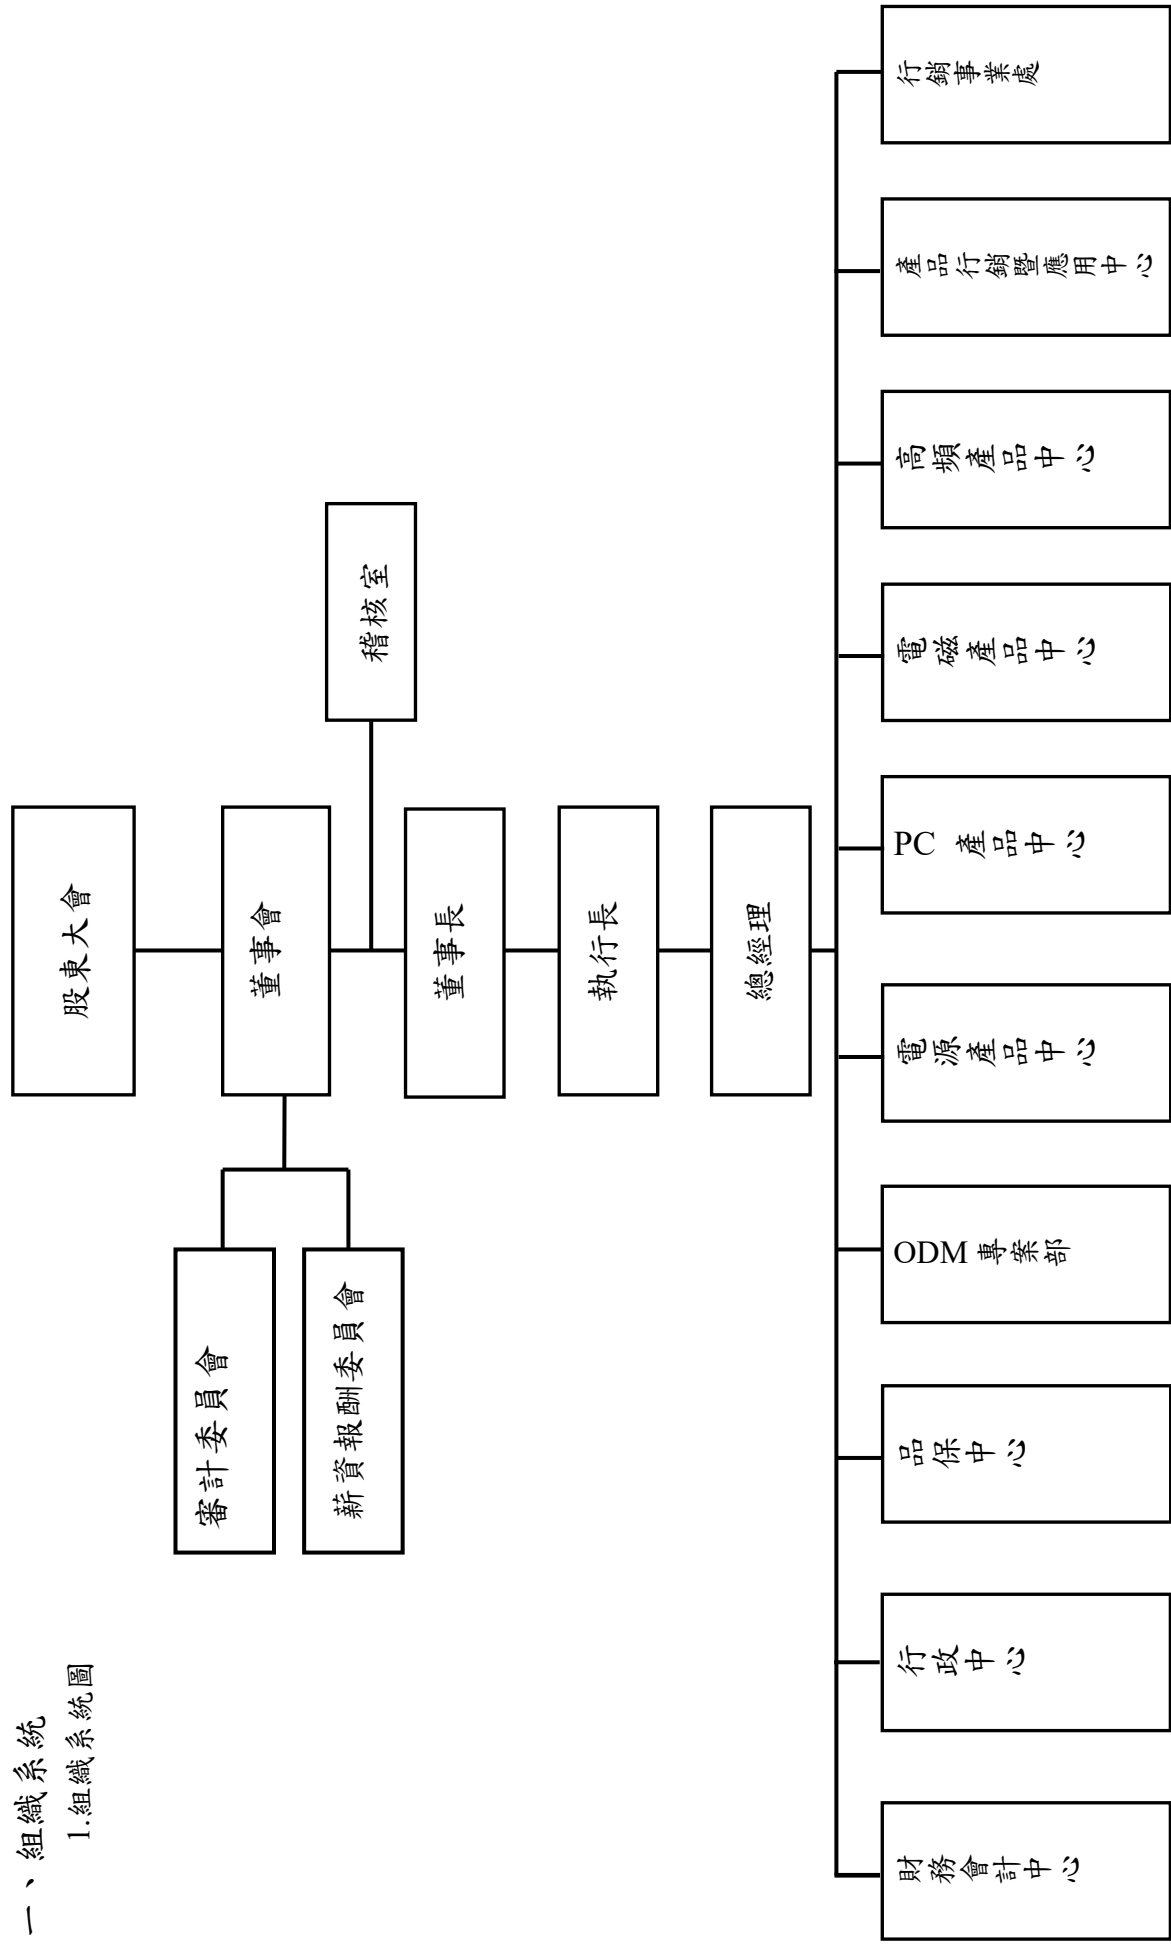 一、組織系統
1.組織系統圖
股東大會
董事會
審計委員會
薪資報酬委員會
稽核室
董事長
執行長
總經理
財務會計中心
行政中心
品保中心
ODM 專案部
電源產品中心
PC 產品中心
電磁產品中心
高頻產品中心
產品行銷暨應用中心
行銷事業處